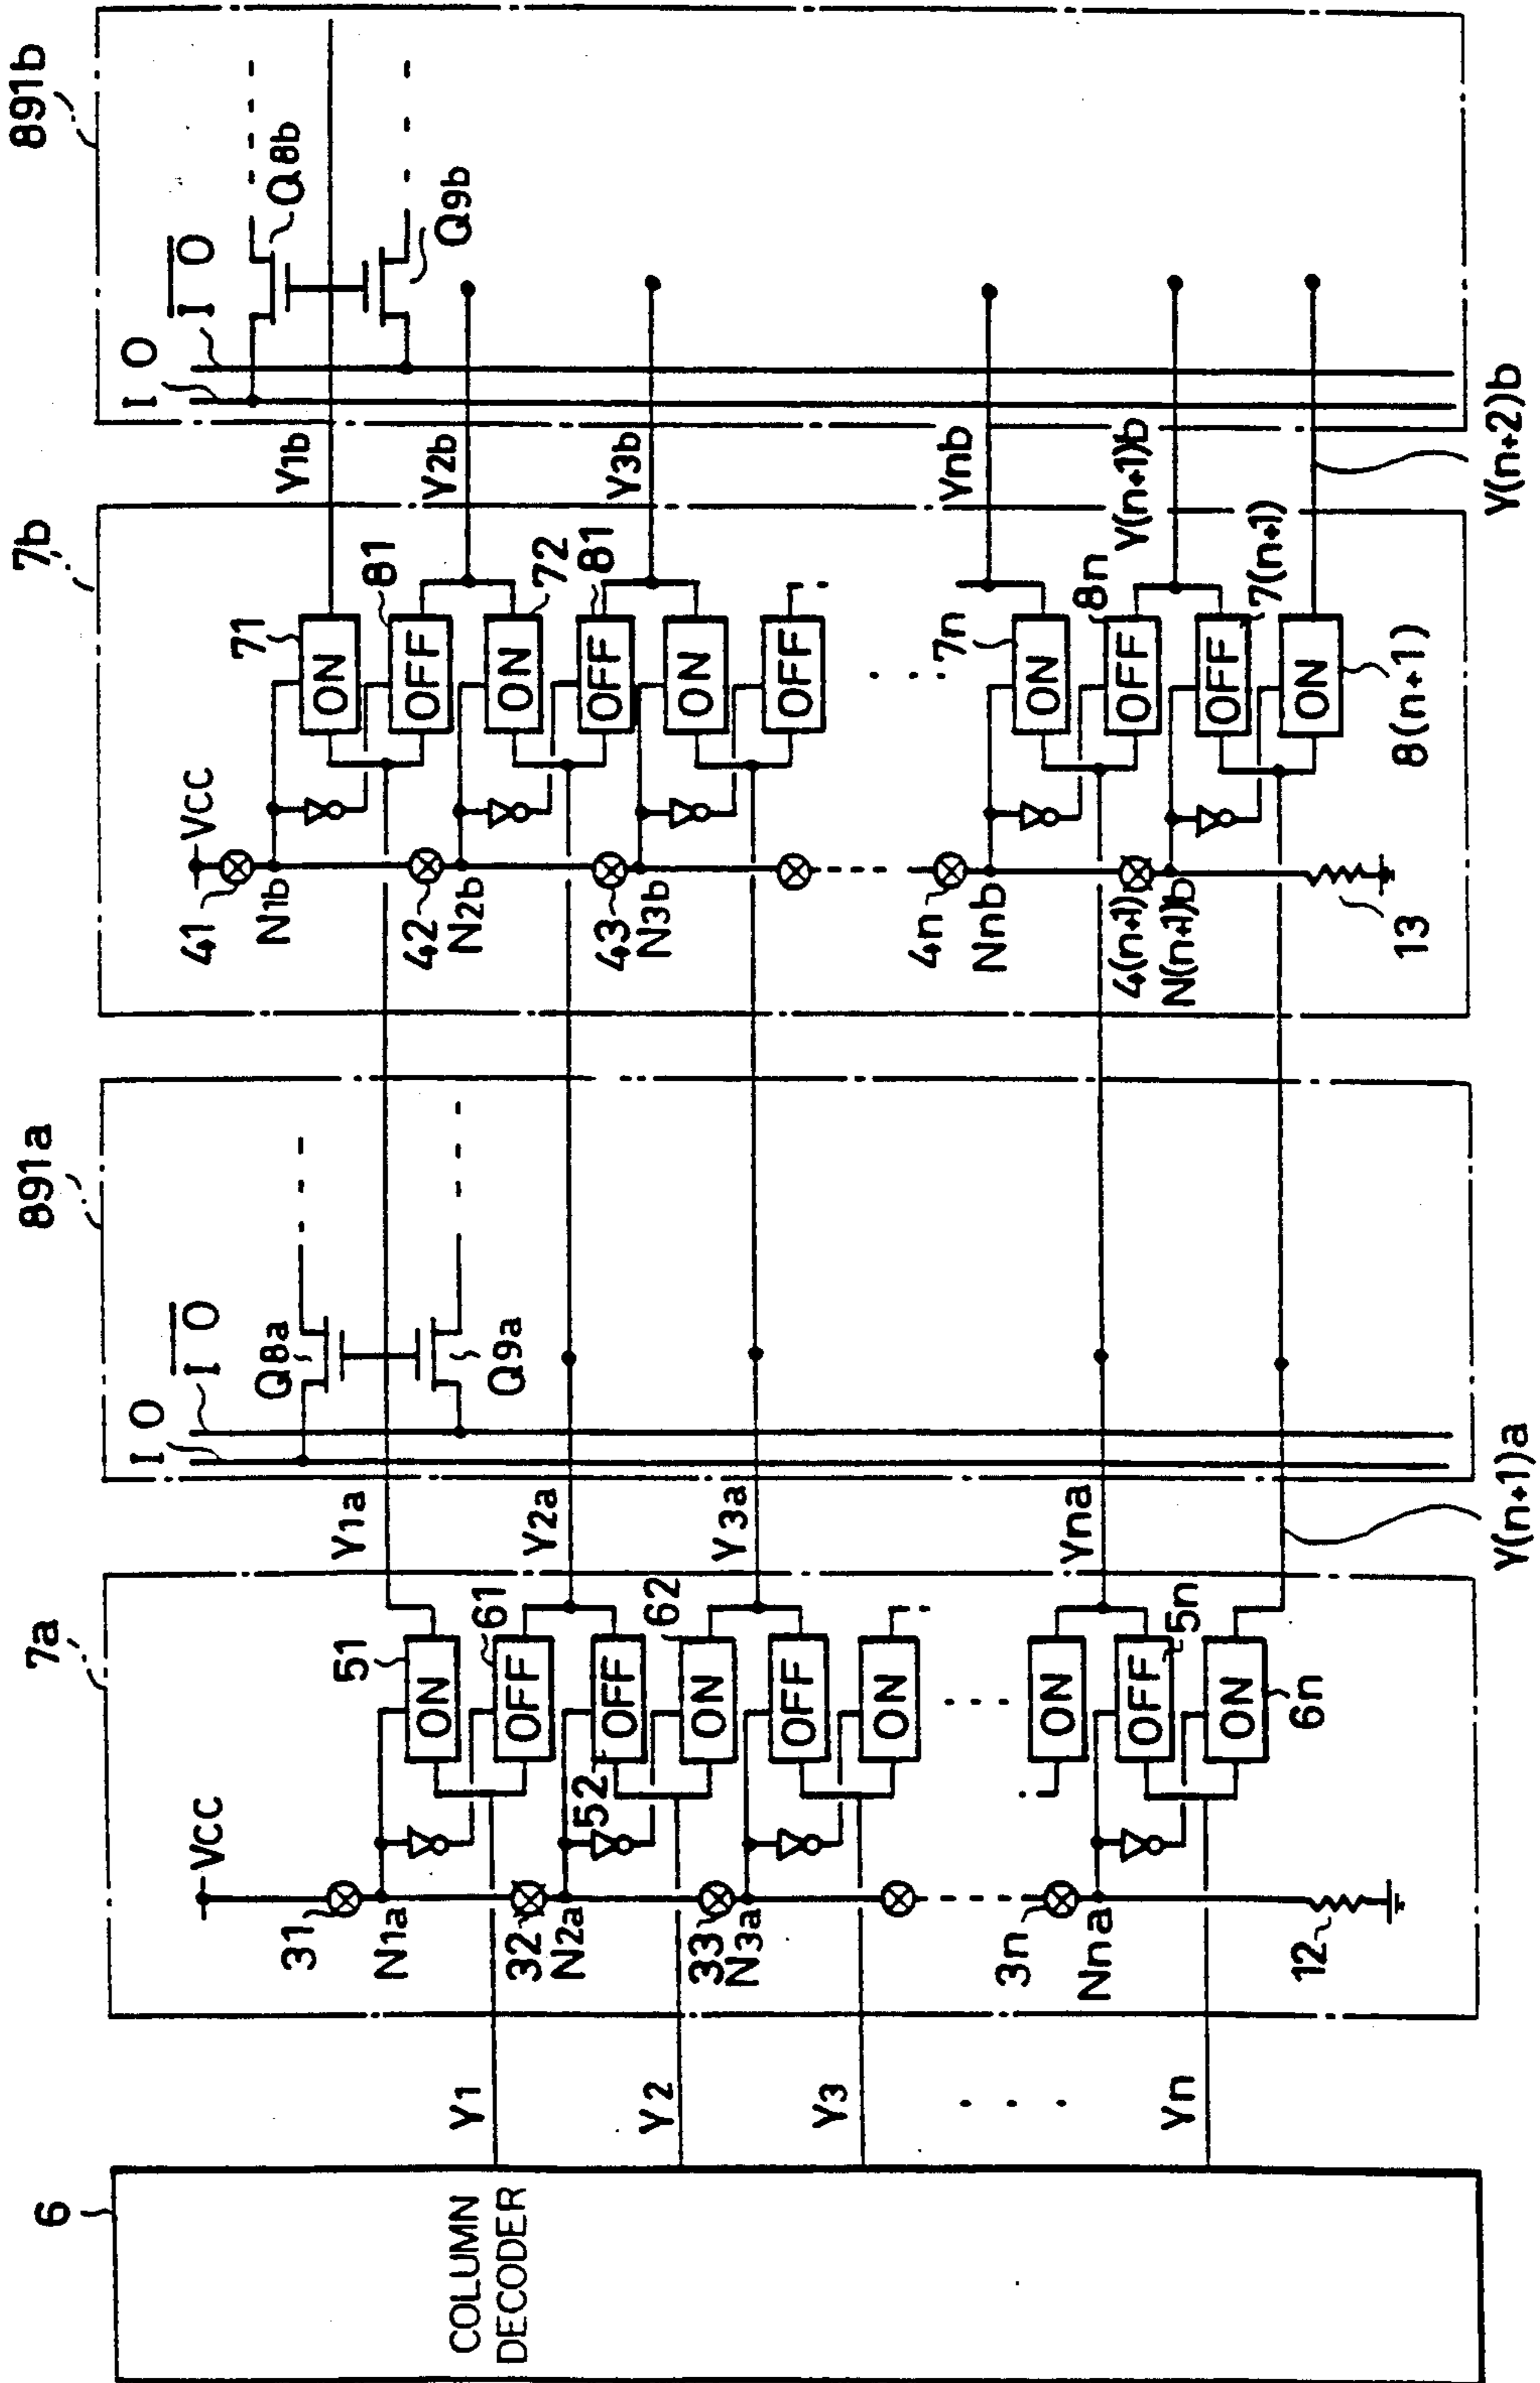 6
COLUMN
DECODER
Y1
Y2
Y3
Yn
7a
VCC
31
N1a
32
N2a
33
N3a
3n
Nna
12
51
ON
61
OFF
52
OFF
62
ON
OFF
ON
ON
OFF
5n
ON
6n
Y1a
Y2a
Y3a
Yna
Y(n+1)a
891a
I O
I O
Q8a
Q9a
7b
VCC
41
N1b
42
N2b
43
N3b
4n
Nnb
4(n+1)
N(n+1)b
13
71
ON
81
OFF
72
ON
81
OFF
ON
OFF
7n
ON
8n
OFF
7(n+1)
OFF
8(n+1)
ON
Y1b
Y2b
Y3b
Ynb
Y(n+1)b
Y(n+2)b
891b
I O
I O
Q8b
Q9b